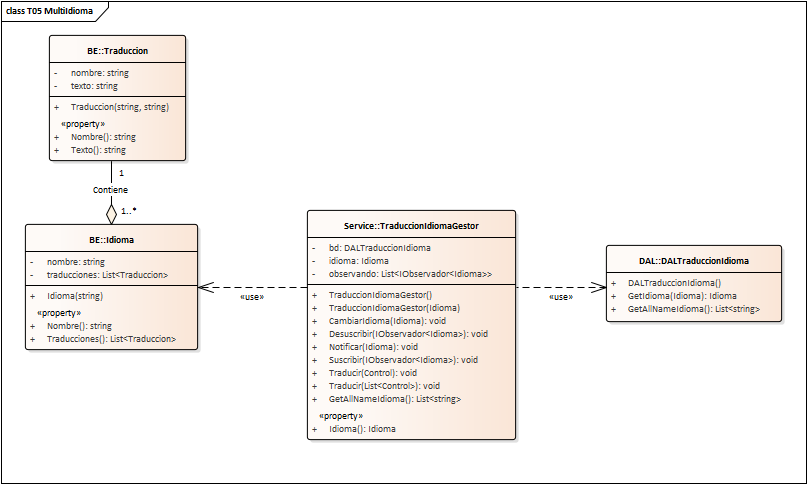 class T05 MultiIdioma
BE::Traduccion
- nombre: string
- texto: string
+ Traduccion(string, string)
«property»
+ Nombre(): string
+ Texto(): string
1
Contiene
1..*
BE::Idioma
- nombre: string
- traducciones: List<Traduccion>
+ Idioma(string)
«property»
+ Nombre(): string
+ Traducciones(): List<Traduccion>
«use»
Service::TraduccionIdiomaGestor
- bd: DALTraduccionIdioma
- idioma: Idioma
- observando: List<IObservador<Idioma>>
+ TraduccionIdiomaGestor()
+ TraduccionIdiomaGestor(Idioma)
+ CambiarIdioma(Idioma): void
+ Desuscribir(IObservador<Idioma>): void
+ Notificar(Idioma): void
+ Suscribir(IObservador<Idioma>): void
+ Traducir(Control): void
+ Traducir(List<Control>): void
+ GetAllNameIdioma(): List<string>
«property»
+ Idioma(): Idioma
«use»
DAL::DALTraduccionIdioma
+ DALTraduccionIdioma()
+ GetIdioma(Idioma): Idioma
+ GetAllNameIdioma(): List<string>